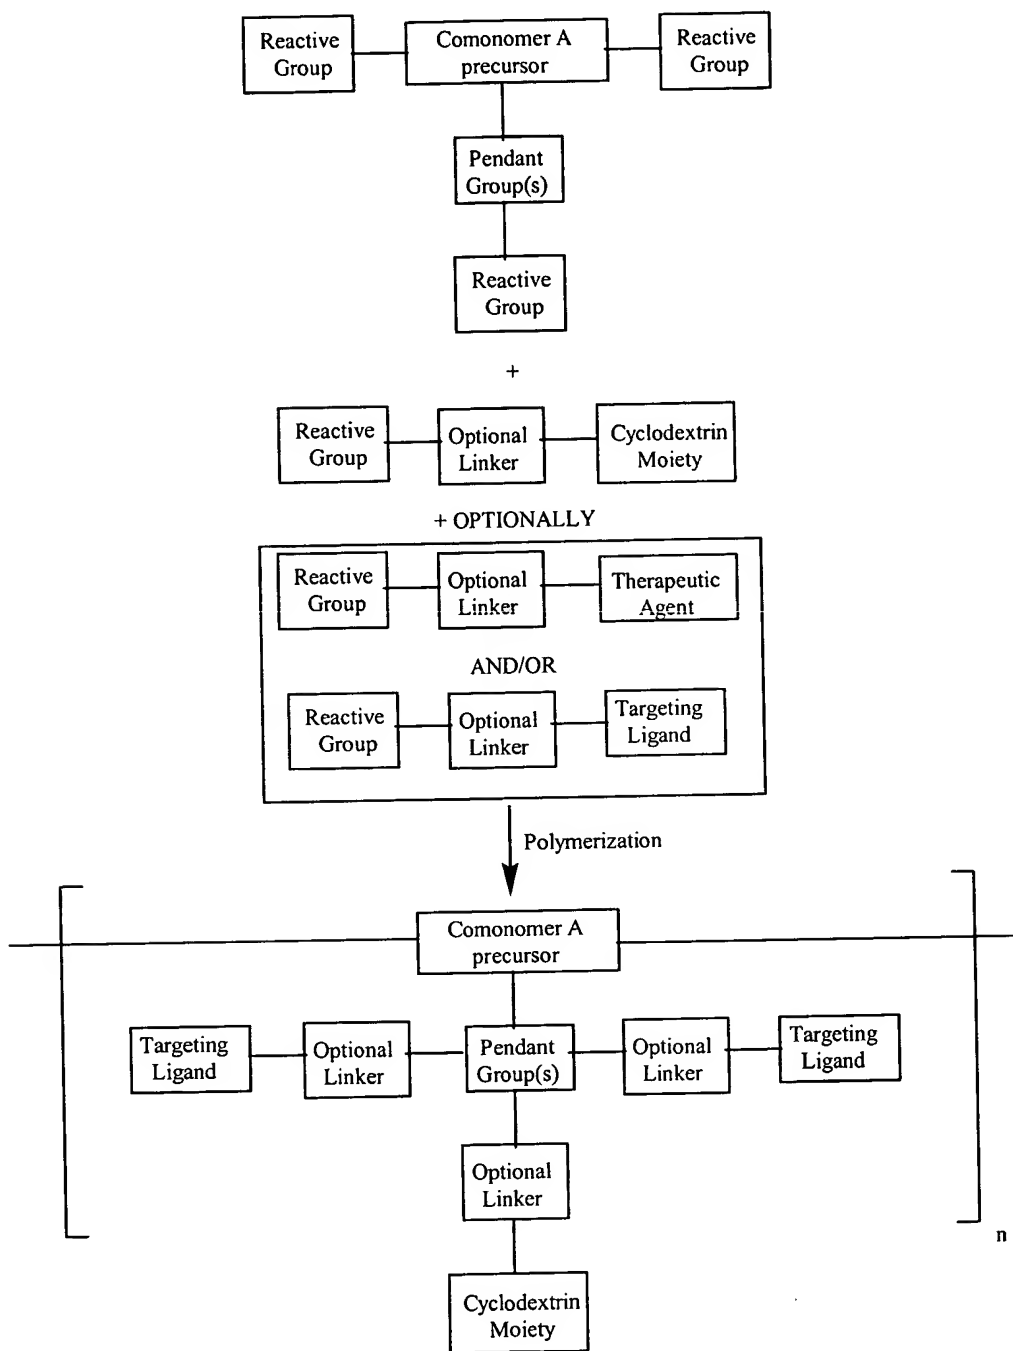 Reactive
Group
Comonomer A
precursor
Reactive
Group
Pendant
Group(s)
Reactive
Group
+
Reactive
Group
Optional
Linker
Cyclodextrin
Moiety
+ OPTIONALLY
Reactive
Group
Optional
Linker
Therapeutic
Agent
AND/OR
Reactive
Group
Optional
Linker
Targeting
Ligand
Polymerization
Comonomer A
precursor
Targeting
Ligand
Optional
Linker
Pendant
Group(s)
Optional
Linker
Targeting
Ligand
Optional
Linker
n
Cyclodextrin
Moiety